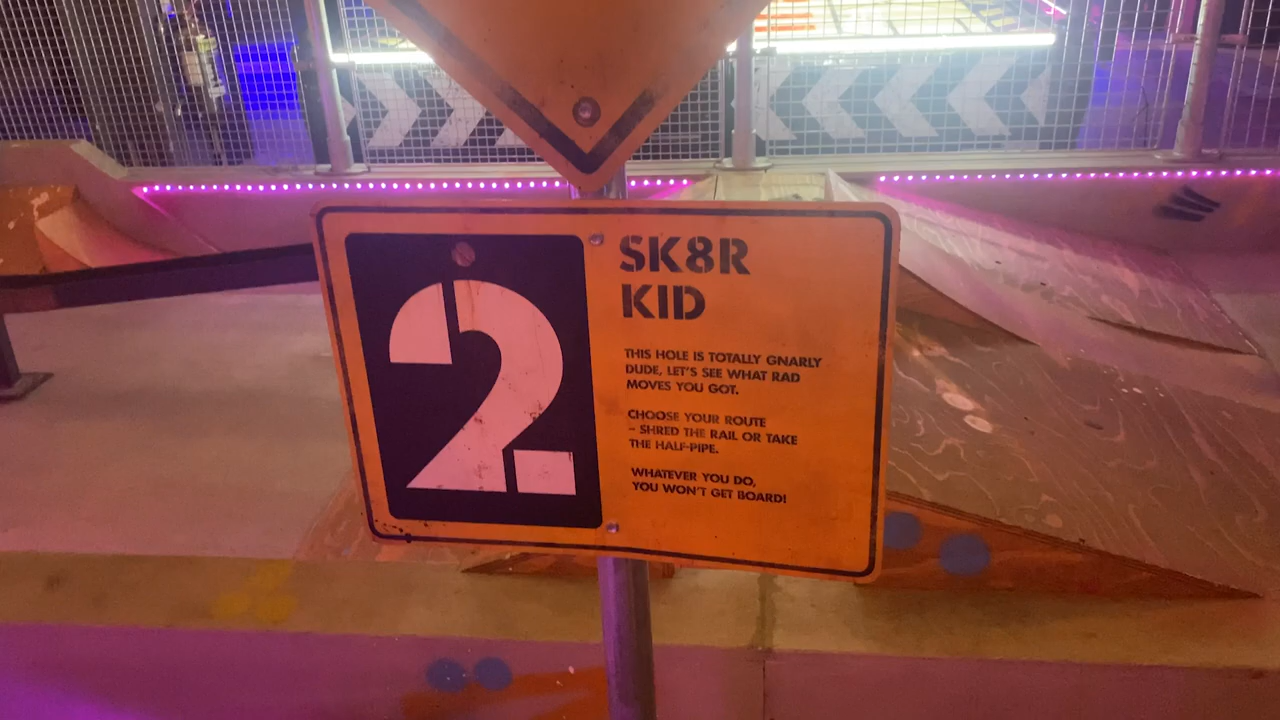 2
SK8R
KID
THIS HOLE IS TOTALLY GNARLY
DUDE, LET'S SEE WHAT RAD
MOVES YOU GOT.
CHOOSE YOUR ROUTE
– SHRED THE RAIL OR TAKE
THE HALF-PIPE.
WHATEVER YOU DO,
YOU WON'T GET BOARD!